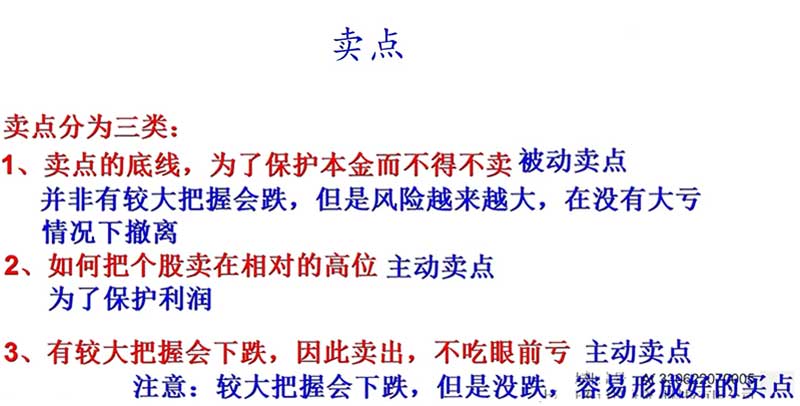 卖点
卖点分为三类：
1、卖点的底线，为了保护本金而不得不卖 被动卖点
并非有较大把握会跌，但是风险越来越大，在没有大亏
情况下撤离
2、如何把个股卖在相对的高位 主动卖点
为了保护利润
3、有较大把握会下跌，因此卖出，不吃眼前亏 主动卖点
注意：较大把握会下跌，但是没跌，容易形成好的买点